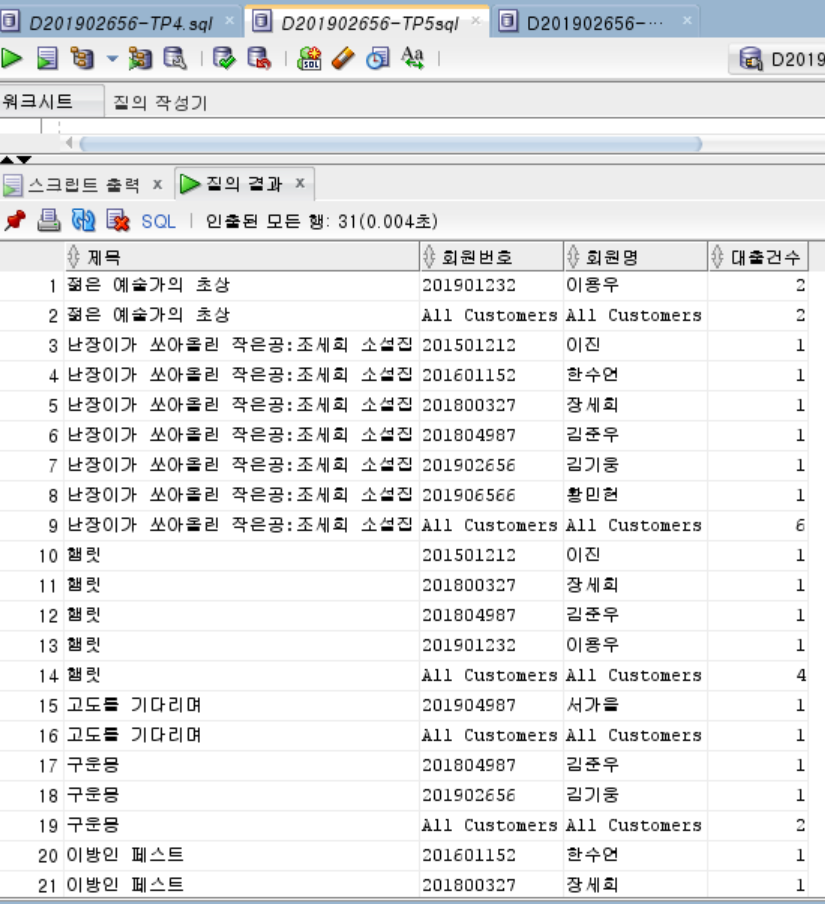 D201902656-TP4.sql × D201902656-TP5sql × D201902656-··· ×
D2019
워크시트 질의 작성기
스크립트 출력 × 질의 결과 ×
SQL | 인출된 모든 행: 31(0.004초)
제목 회원번호 회원명 대출건수
1 젊은 예술가의 초상 201901232 이용우 2
2 젊은 예술가의 초상 All Customers All Customers 2
3 난장이가 쏘아올린 작은공:조세희 소설집 201501212 이진 1
4 난장이가 쏘아올린 작은공:조세희 소설집 201601152 한수연 1
5 난장이가 쏘아올린 작은공:조세희 소설집 201800327 장세희 1
6 난장이가 쏘아올린 작은공:조세희 소설집 201804987 김준우 1
7 난장이가 쏘아올린 작은공:조세희 소설집 201902656 김기웅 1
8 난장이가 쏘아올린 작은공:조세희 소설집 201906566 황민현 1
9 난장이가 쏘아올린 작은공:조세희 소설집 All Customers All Customers 6
10 햄릿 201501212 이진 1
11 햄릿 201800327 장세희 1
12 햄릿 201804987 김준우 1
13 햄릿 201901232 이용우 1
14 햄릿 All Customers All Customers 4
15 고도를 기다리며 201904987 서가을 1
16 고도를 기다리며 All Customers All Customers 1
17 구운몽 201804987 김준우 1
18 구운몽 201902656 김기웅 1
19 구운몽 All Customers All Customers 2
20 이방인 페스트 201601152 한수연 1
21 이방인 페스트 201800327 장세희 1